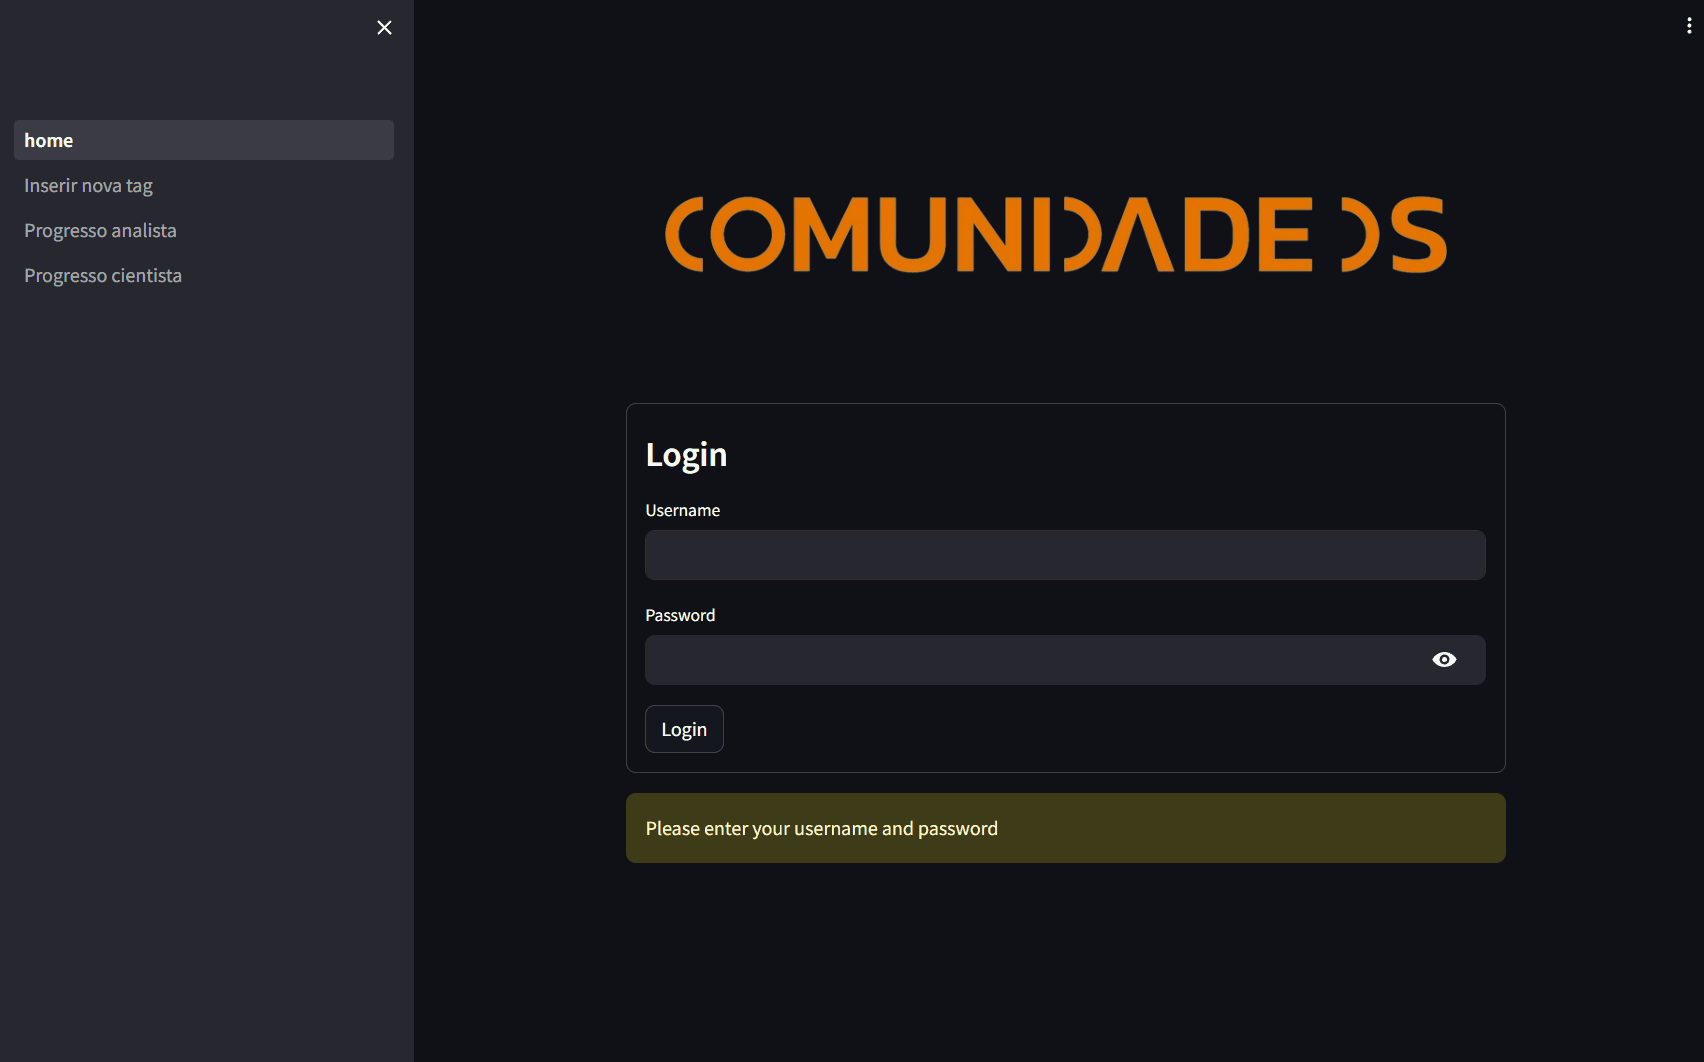 home
Inserir nova tag
Progresso analista
Progresso cientista
COMUNIDADE DS
Login
Username
Password
Login
Please enter your username and password